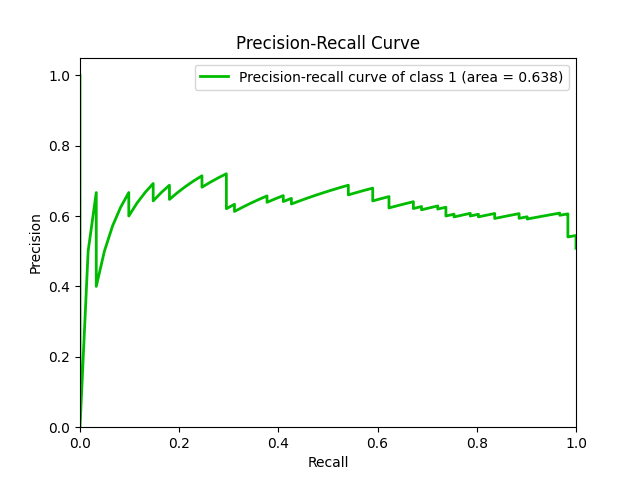 Precision-Recall Curve
Precision-recall curve of class 1 (area = 0.638)
Precision
1.0
0.8
0.6
0.4
0.2
0.0
0.0 0.2 0.4 0.6 0.8 1.0
Recall